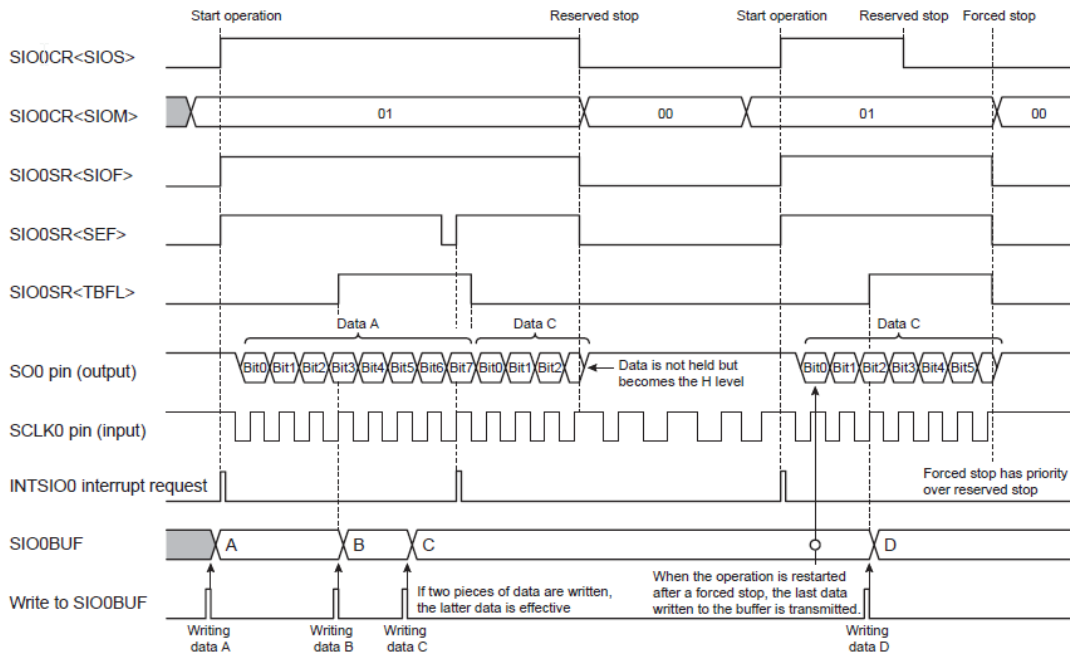 Start operation
Reserved stop
Start operation
Reserved stop
Forced stop
SIO0CR<SIOS>
SIO0CR<SIOM>
01
00
01
00
SIO0SR<SIOF>
SIO0SR<SEF>
SIO0SR<TBFL>
Data A
Data C
Data C
SO0 pin (output)
Bit0
Bit1
Bit2
Bit3
Bit4
Bit5
Bit6
Bit7
Bit0
Bit1
Bit2
Data is not held but
becomes the H level
Bit0
Bit1
Bit2
Bit3
Bit4
Bit5
SCLK0 pin (input)
INTSIO0 interrupt request
Forced stop has priority
over reserved stop
SIO0BUF
A
B
C
D
Write to SIO0BUF
If two pieces of data are written,
the latter data is effective
When the operation is restarted
after a forced stop, the last data
written to the buffer is transmitted.
Writing
data A
Writing
data B
Writing
data C
Writing
data D